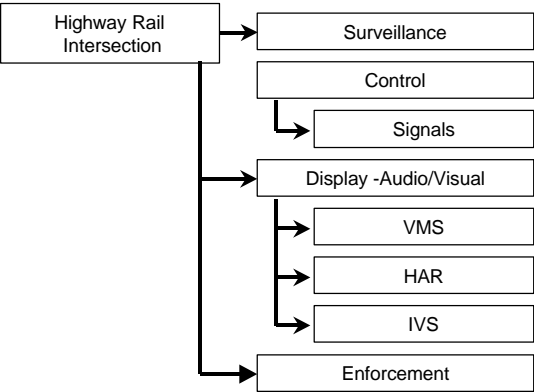 Highway Rail
Intersection
Surveillance
Control
Signals
Display -Audio/Visual
VMS
HAR
IVS
Enforcement